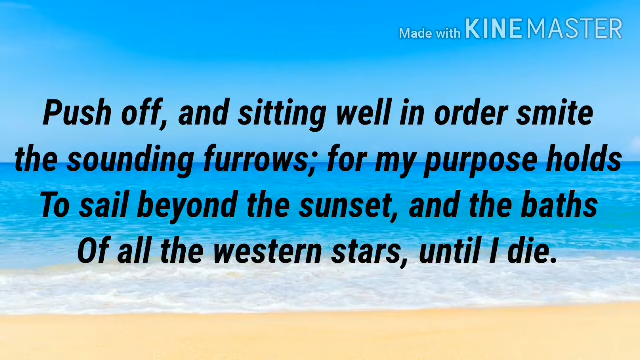 Made with KINEMASTER
Push off, and sitting well in order smite
the sounding furrows; for my purpose holds
To sail beyond the sunset, and the baths
Of all the western stars, until I die.